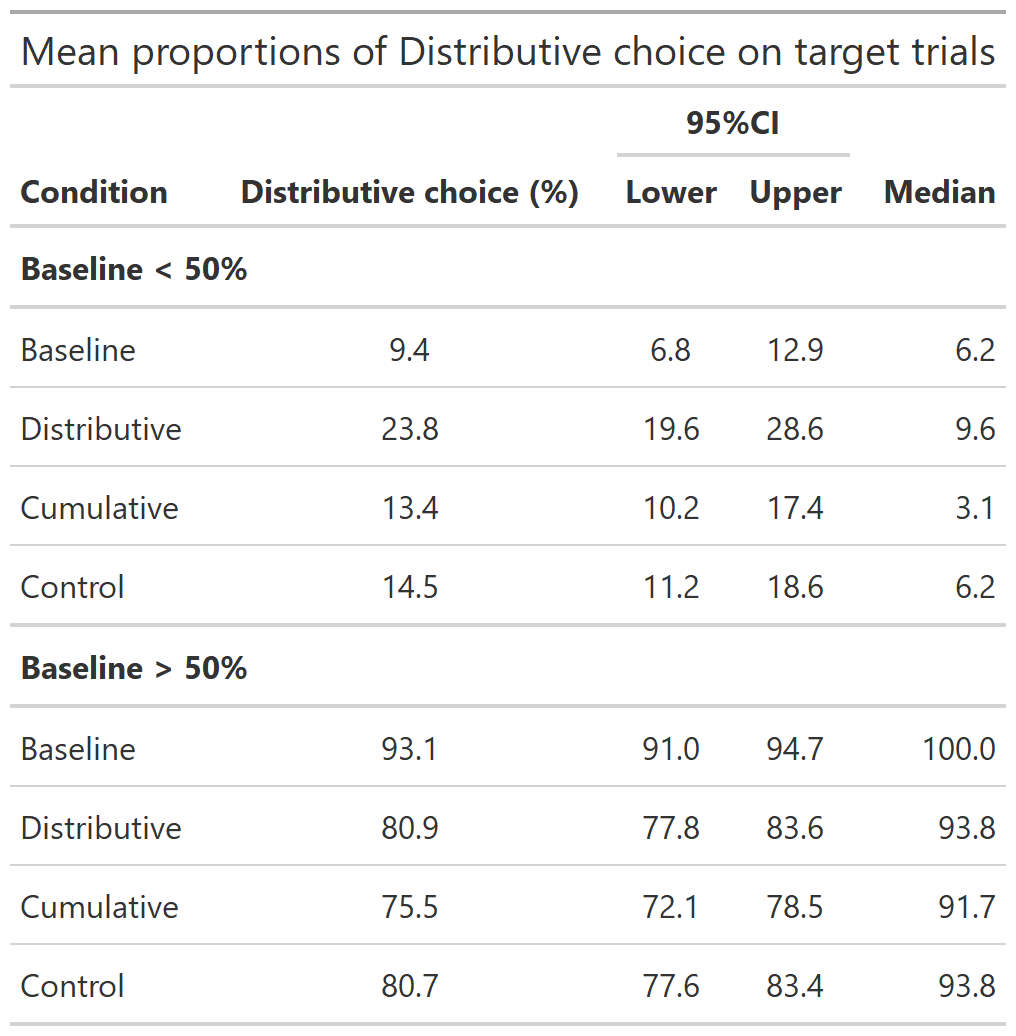 Mean proportions of Distributive choice on target trials
95%CI
Condition Distributive choice (%) Lower Upper Median
Baseline < 50%
Baseline 9.4 6.8 12.9 6.2
Distributive 23.8 19.6 28.6 9.6
Cumulative 13.4 10.2 17.4 3.1
Control 14.5 11.2 18.6 6.2
Baseline > 50%
Baseline 93.1 91.0 94.7 100.0
Distributive 80.9 77.8 83.6 93.8
Cumulative 75.5 72.1 78.5 91.7
Control 80.7 77.6 83.4 93.8